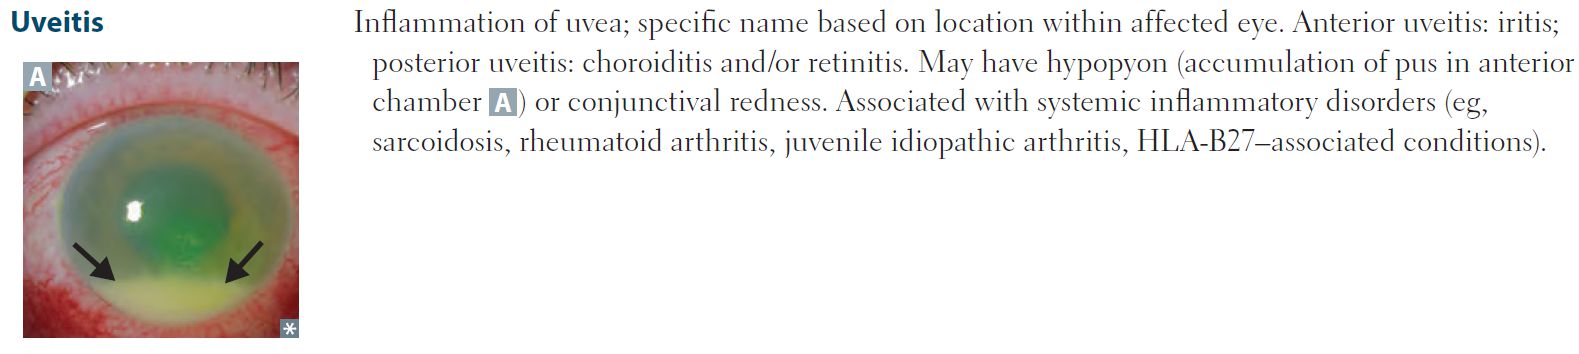 Uveitis
Inflammation of uvea; specific name based on location within affected eye. Anterior uveitis: iritis;
posterior uveitis: choroiditis and/or retinitis. May have hypopyon (accumulation of pus in anterior
chamber A) or conjunctival redness. Associated with systemic inflammatory disorders (eg,
sarcoidosis, rheumatoid arthritis, juvenile idiopathic arthritis, HLA-B27–associated conditions).
A
*